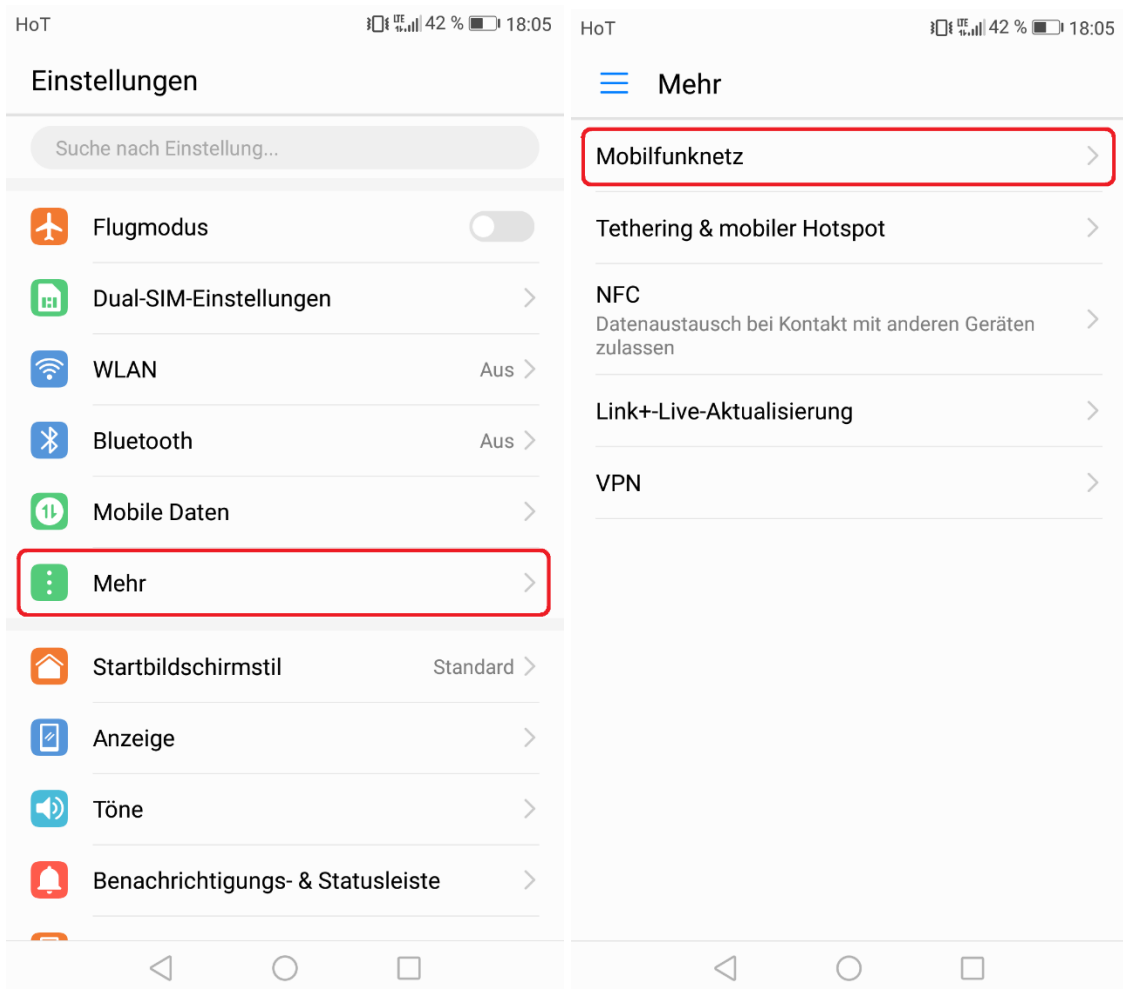 HoT
LTE 42 % 18:05
Einstellungen
Suche nach Einstellung...
Flugmodus
Dual-SIM-Einstellungen
WLAN Aus
Bluetooth Aus
Mobile Daten
Mehr
Startbildschirmstil Standard
Anzeige
Töne
Benachrichtigungs- & Statusleiste
HoT
LTE 42 % 18:05
Mehr
Mobilfunknetz
Tethering & mobiler Hotspot
NFC
Datenaustausch bei Kontakt mit anderen Geräten
zulassen
Link+-Live-Aktualisierung
VPN